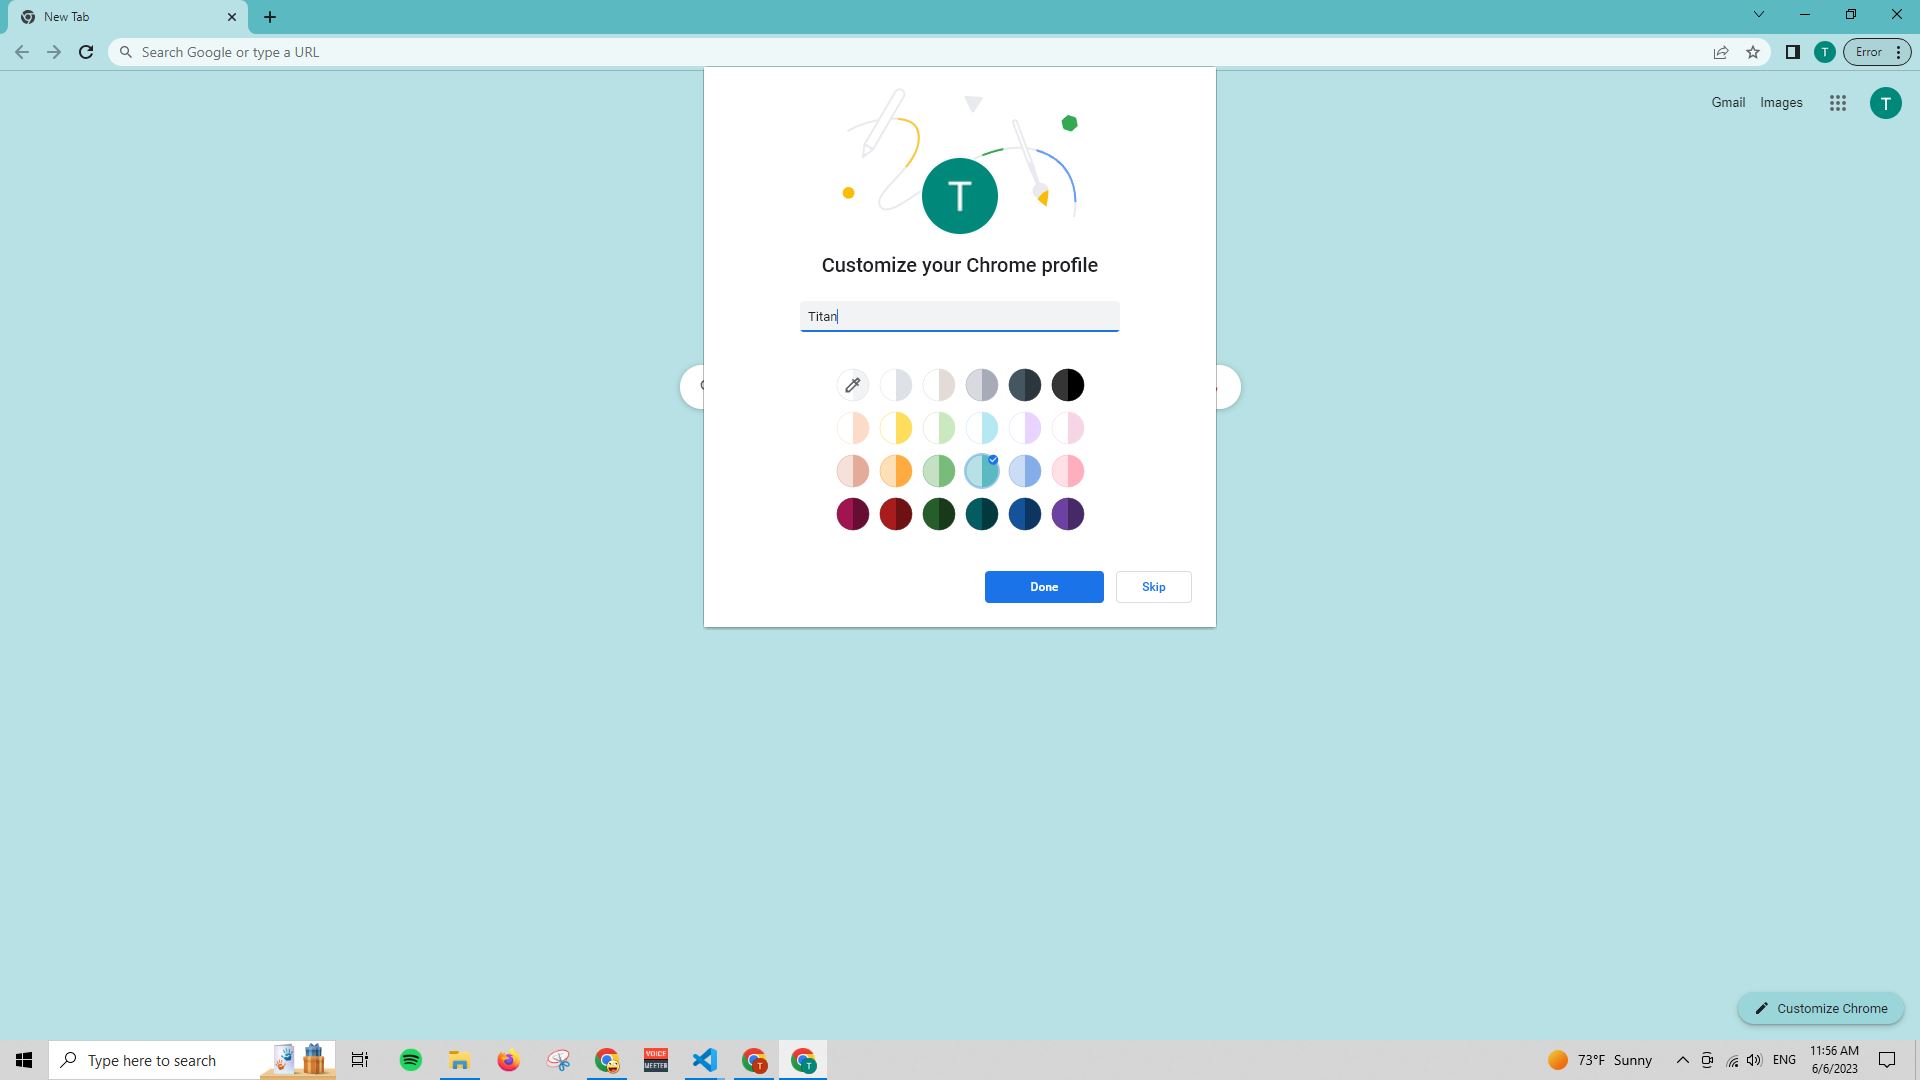 New Tab
Search Google or type a URL
T
Error
Gmail Images
T
T
Customize your Chrome profile
Titan
Done
Skip
Customize Chrome
Type here to search
VOICE
MEETER
T
T
73°F Sunny
ENG
11:56 AM
6/6/2023